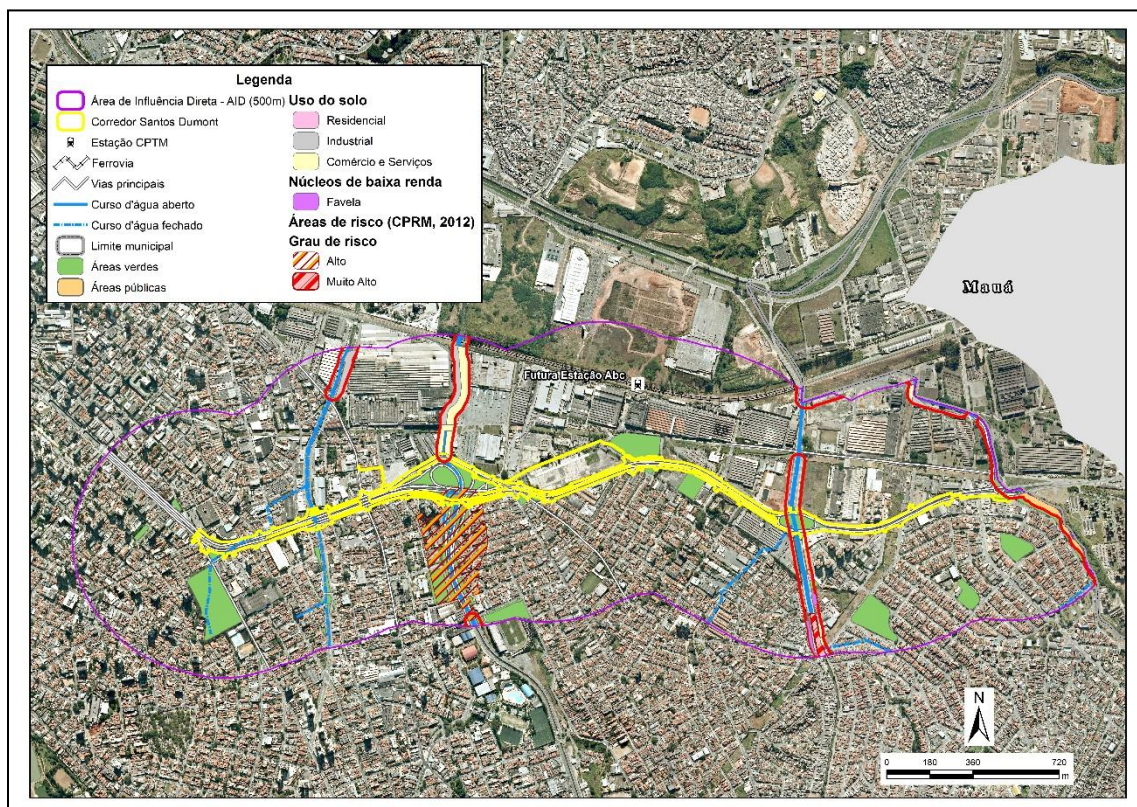 Legenda
Área de Influência Direta - AID (500m)
Corredor Santos Dumont
Estação CPTM
Ferrovia
Vias principais
Curso d'água aberto
Curso d'água fechado
Limite municipal
Áreas verdes
Áreas públicas
Uso do solo
Residencial
Industrial
Comércio e Serviços
Núcleos de baixa renda
Favela
Áreas de risco (CPRM, 2012)
Grau de risco
Alto
Muito Alto
Mauá
Futura Estação Abc
N
0 180 360 720
m